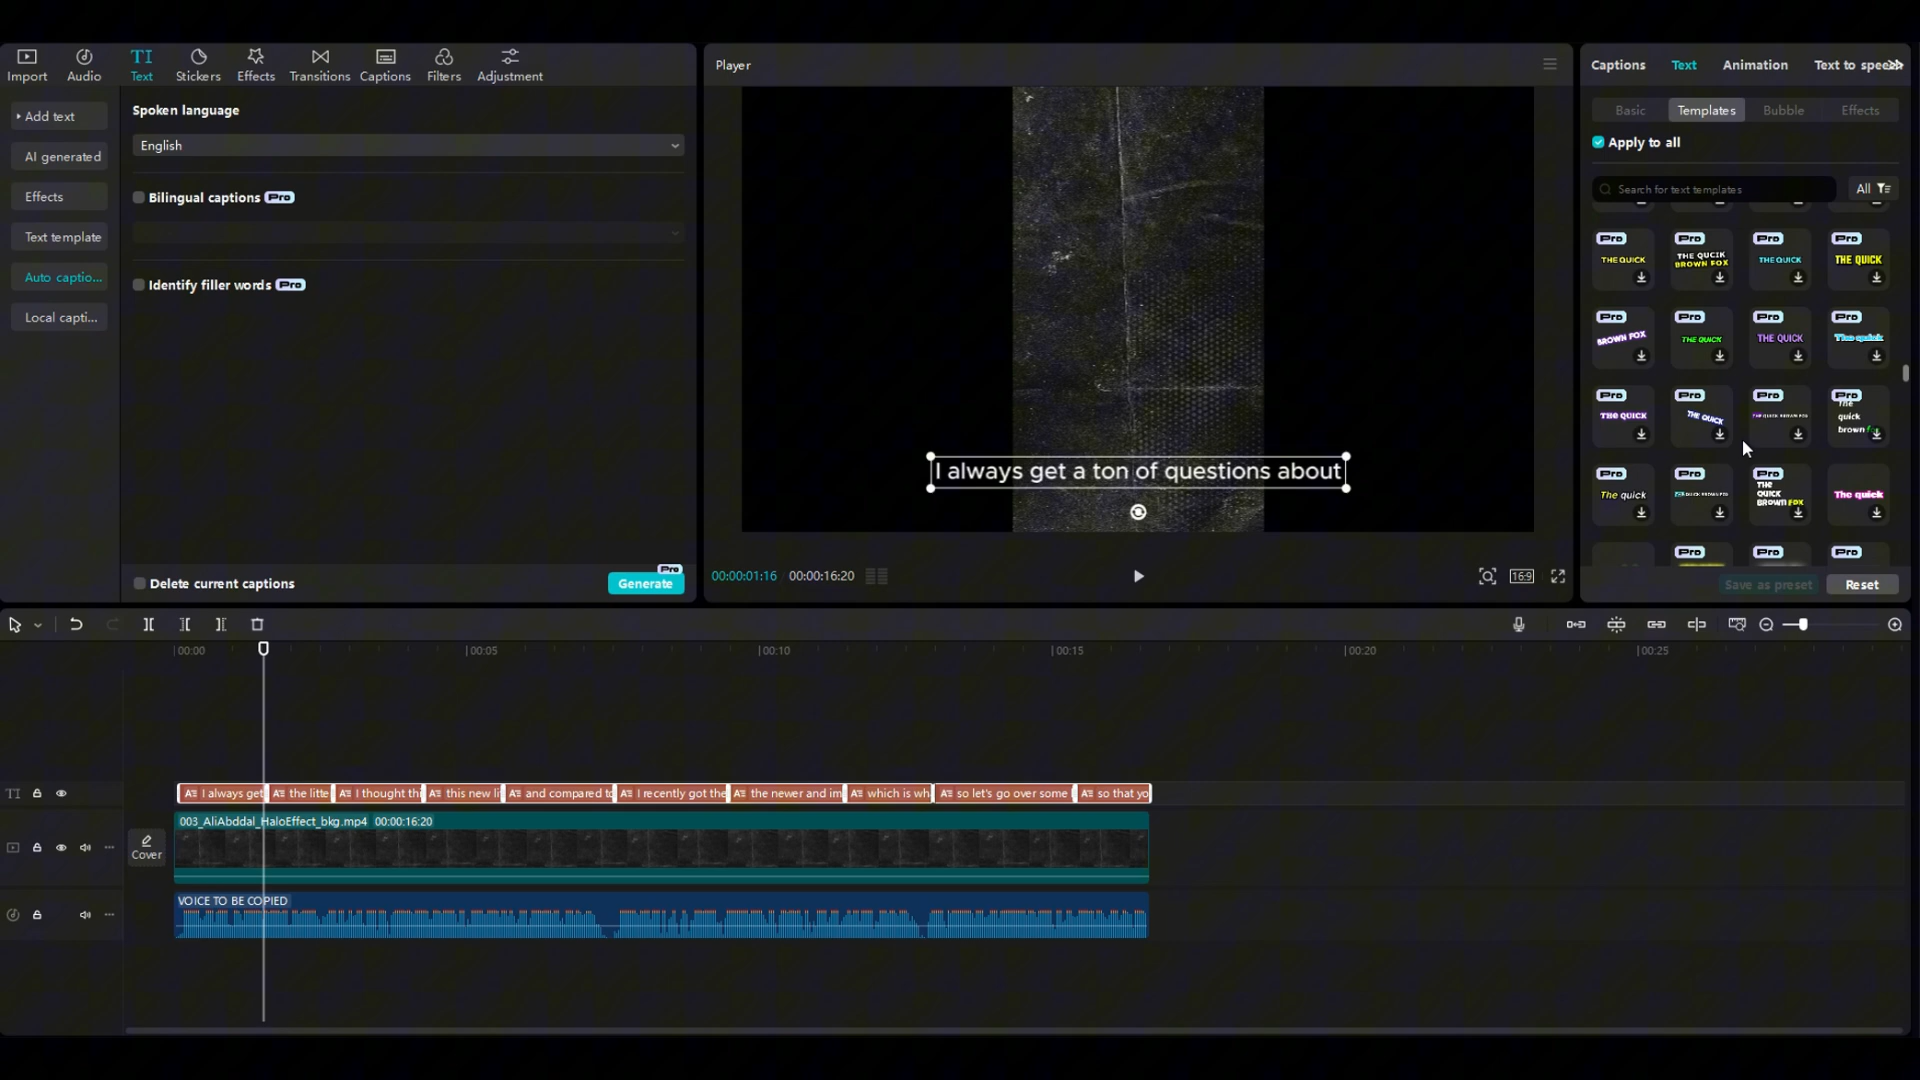 Import
Audio
TI
Text
Stickers
Effects
Transitions
Captions
Filters
Adjustment
Add text
AI generated
Effects
Text template
Auto captio...
Local capti...
Spoken language
English
Bilingual captions Pro
Identify filler words Pro
Delete current captions
Pro
Generate
Player
I always get a ton of questions about
00:00:01:16 00:00:16:20
16:9
Captions Text Animation Text to speech
Basic Templates Bubble Effects
Apply to all
Search for text templates
All
Pro Pro Pro Pro
THE QUICK
THE QUCIK
BROWN FOX
THE QUICK
THE QUICK
Pro Pro Pro Pro
BROWN FOX
THE QUICK
THE QUICK
The quick
Pro Pro Pro Pro
THE QUICK
THE QUICK
THE QUICK BROWN FOX
The
quick
brown
Pro Pro Pro
The quick
QUICK BROWN FOX
THE
QUICK
BROWN FOX
The quick
Pro Pro Pro
Save as preset
Reset
00:00 00:05 00:10 00:15 00:20 00:25
TI
I always get
the litte
I thought thi
this new li
and compared to
I recently got the
the newer and im
which is wh
so let's go over some
so that yo
Cover
003_AliAbddal_HaloEffect_bkg.mp4 00:00:16:20
VOICE TO BE COPIED